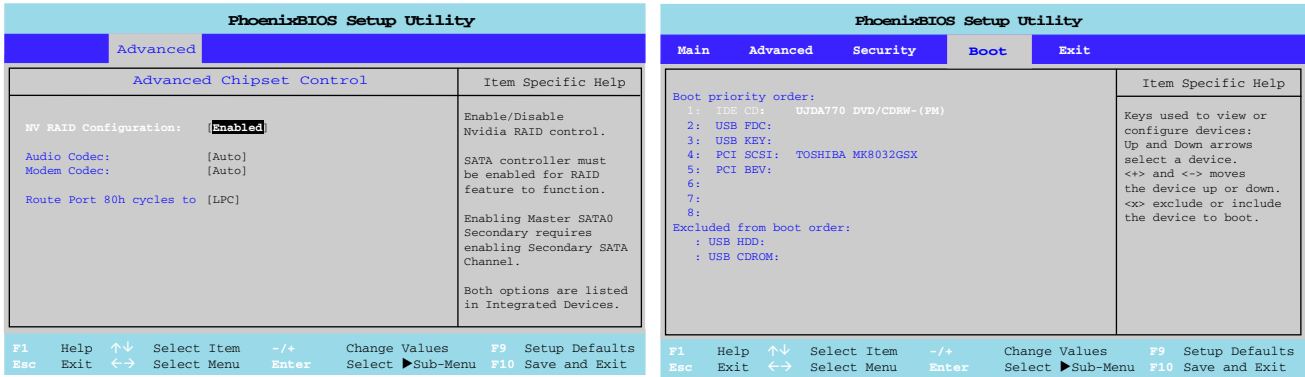 PhoenixBIOS Setup Utility
Advanced
Advanced Chipset Control
Item Specific Help
NV RAID Configuration: [Enabled]
Audio Codec: [Auto]
Modem Codec: [Auto]
Route Port 80h cycles to [LPC]
Enable/Disable
Nvidia RAID control.
SATA controller must
be enabled for RAID
feature to function.
Enabling Master SATA0
Secondary requires
enabling Secondary SATA
Channel.
Both options are listed
in Integrated Devices.
F1 Help ↑↓ Select Item -/+ Change Values F9 Setup Defaults
Esc Exit ←→ Select Menu Enter Select ▶Sub-Menu F10 Save and Exit
PhoenixBIOS Setup Utility
Main Advanced Security Boot Exit
Item Specific Help
Boot priority order:
1: IDE CD: UJDA770 DVD/CDRW-(PM)
2: USB FDC:
3: USB KEY:
4: PCI SCSI: TOSHIBA MK8032GSX
5: PCI BEV:
6:
7:
8:
Excluded from boot order:
: USB HDD:
: USB CDROM:
Keys used to view or
configure devices:
Up and Down arrows
select a device.
<+> and <-> moves
the device up or down.
<x> exclude or include
the device to boot.
F1 Help ↑↓ Select Item -/+ Change Values F9 Setup Defaults
Esc Exit ←→ Select Menu Enter Select ▶Sub-Menu F10 Save and Exit